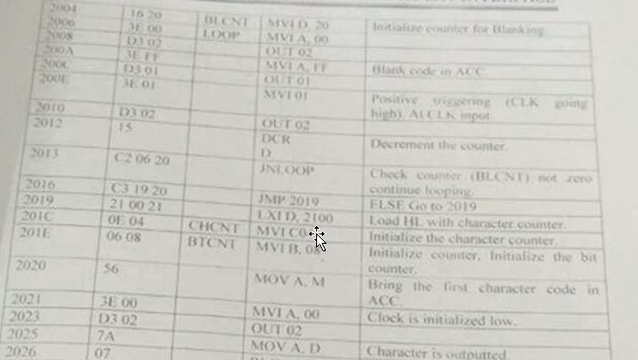 2004 16 20 BLCNT MVI D, 20 Initialize counter for Blanking
2006 3E 00 LOOP MVI A, 00
2008 D3 02 OUT 02
200A 3E FF MVI A, FF Blank code in ACC.
200C D3 01 OUT 01
200E 3E 01 MVI 01 Positive triggering (CLK going
high). At CLK input
2010 D3 02 OUT 02
2012 15 DCR Decrement the counter.
D
2013 C2 06 20 JNLOOP Check counter (BLCNT) not zero
continue looping.
2016 C3 19 20 JMP 2019 ELSE Go to 2019
2019 21 00 21 LXI D, 2100 Load HL with character counter.
201C 0E 04 CHCNT MVI C04 Initialize the character counter.
201E 06 08 BTCNT MVI B, 08 Initialize counter, Initialize the bit
counter.
2020 56 MOV A, M Bring the first character code in
ACC.
2021 3E 00 MVI A, 00 Clock is initialized low.
2023 D3 02 OUT 02
2025 7A MOV A, D Character is outputted
2026 07